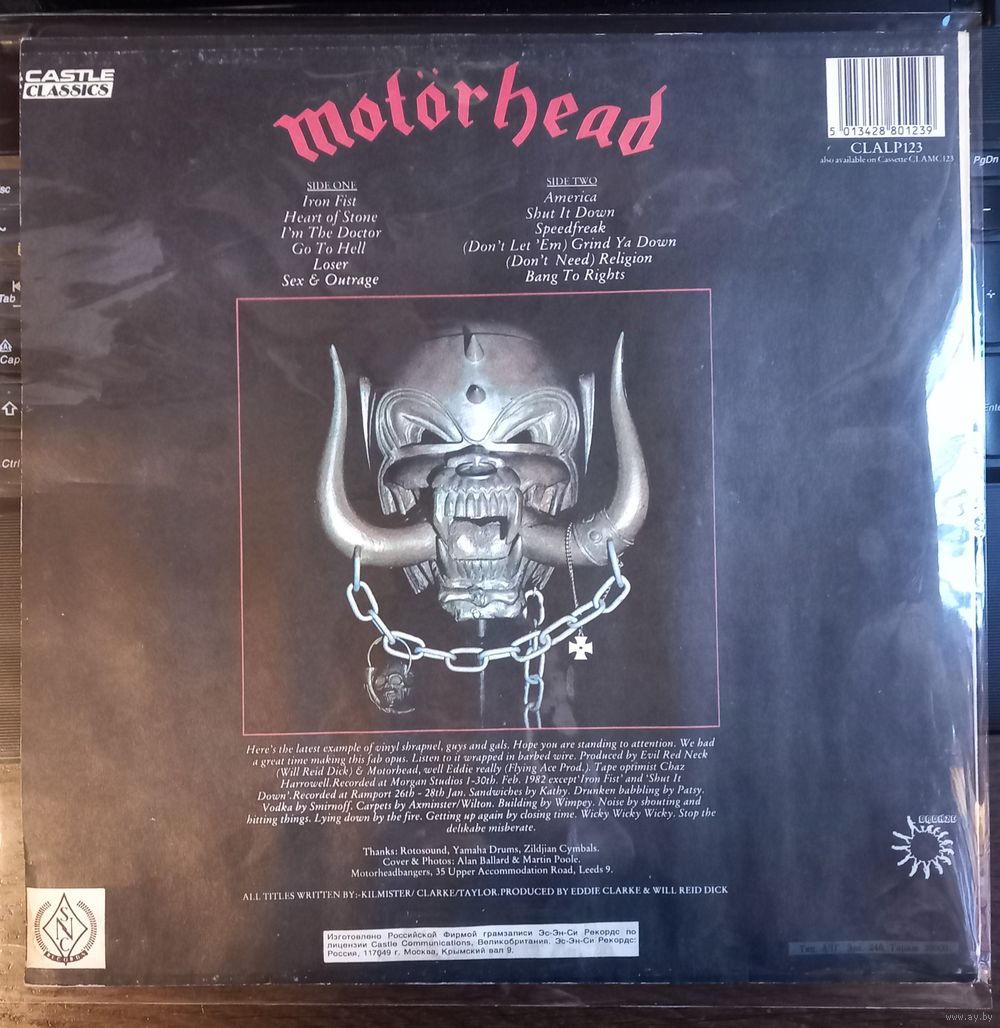 CASTLE
CLASSICS
motörhead
5 013428 801239
CLALP123
also available on Cassette CLAMC123
SIDE ONE
Iron Fist
Heart of Stone
I'm The Doctor
Go To Hell
Loser
Sex & Outrage
SIDE TWO
America
Shut It Down
Speedfreak
(Don't Let 'Em) Grind Ya Down
(Don't Need) Religion
Bang To Rights
Here's the latest example of vinyl shrapnel, guys and gals. Hope you are standing to attention. We had
a great time making this fab opus. Listen to it wrapped in barbed wire. Produced by Evil Red Neck
(Will Reid Dick) & Motorhead, well Eddie really (Flying Ace Prod.). Tape optimist Chaz
Harrowell.Recorded at Morgan Studios 1-30th. Feb. 1982 except 'Iron Fist' and 'Shut It
Down'.Recorded at Ramport 26th - 28th Jan. Sandwiches by Kathy. Drunken babbling by Patsy.
Vodka by Smirnoff. Carpets by Axminster/Wilton. Building by Wimpey. Noise by shouting and
hitting things. Lying down by the fire. Getting up again by closing time. Wicky Wicky Wicky. Stop the
delikabe misberate.
Thanks: Rotosound, Yamaha Drums, Zildjian Cymbals.
Cover & Photos: Alan Ballard & Martin Poole.
Motorheadbangers, 35 Upper Accommodation Road, Leeds 9.
ALL TITLES WRITTEN BY:-KILMISTER/ CLARKE/TAYLOR.PRODUCED BY EDDIE CLARKE & WILL REID DICK
BRONZE
SNC
RECORDS
Изготовлено Российской Фирмой грамзаписи Эс-Эн-Си Рекордс по
лицензии Castle Communications, Великобритания. Эс-Эн-Си Рекордс:
Россия, 117049 г. Москва, Крымский вал 9.
PgDn
Tab
Cap
Ctrl
www.ay.by